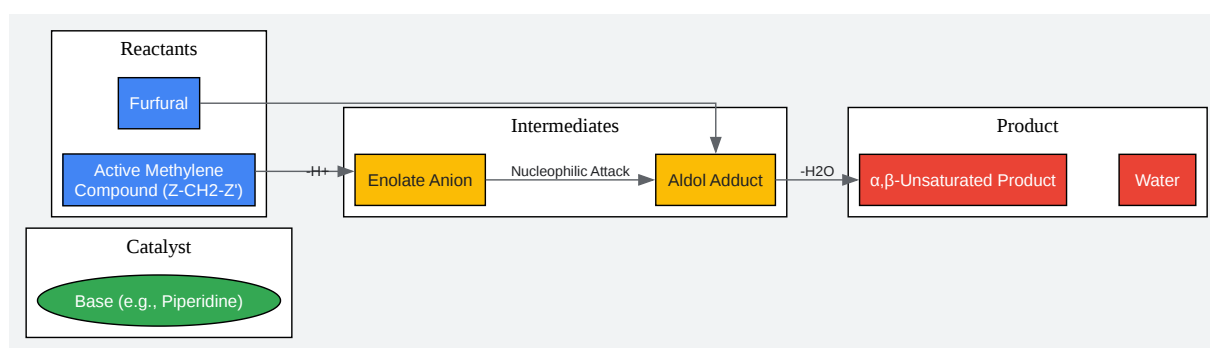 Reactants
Furfural
Active Methylene
Compound (Z-CH2-Z')
-H+
Intermediates
Enolate Anion
Nucleophilic Attack
Aldol Adduct
-H2O
Product
α,β-Unsaturated Product
Water
Catalyst
Base (e.g., Piperidine)